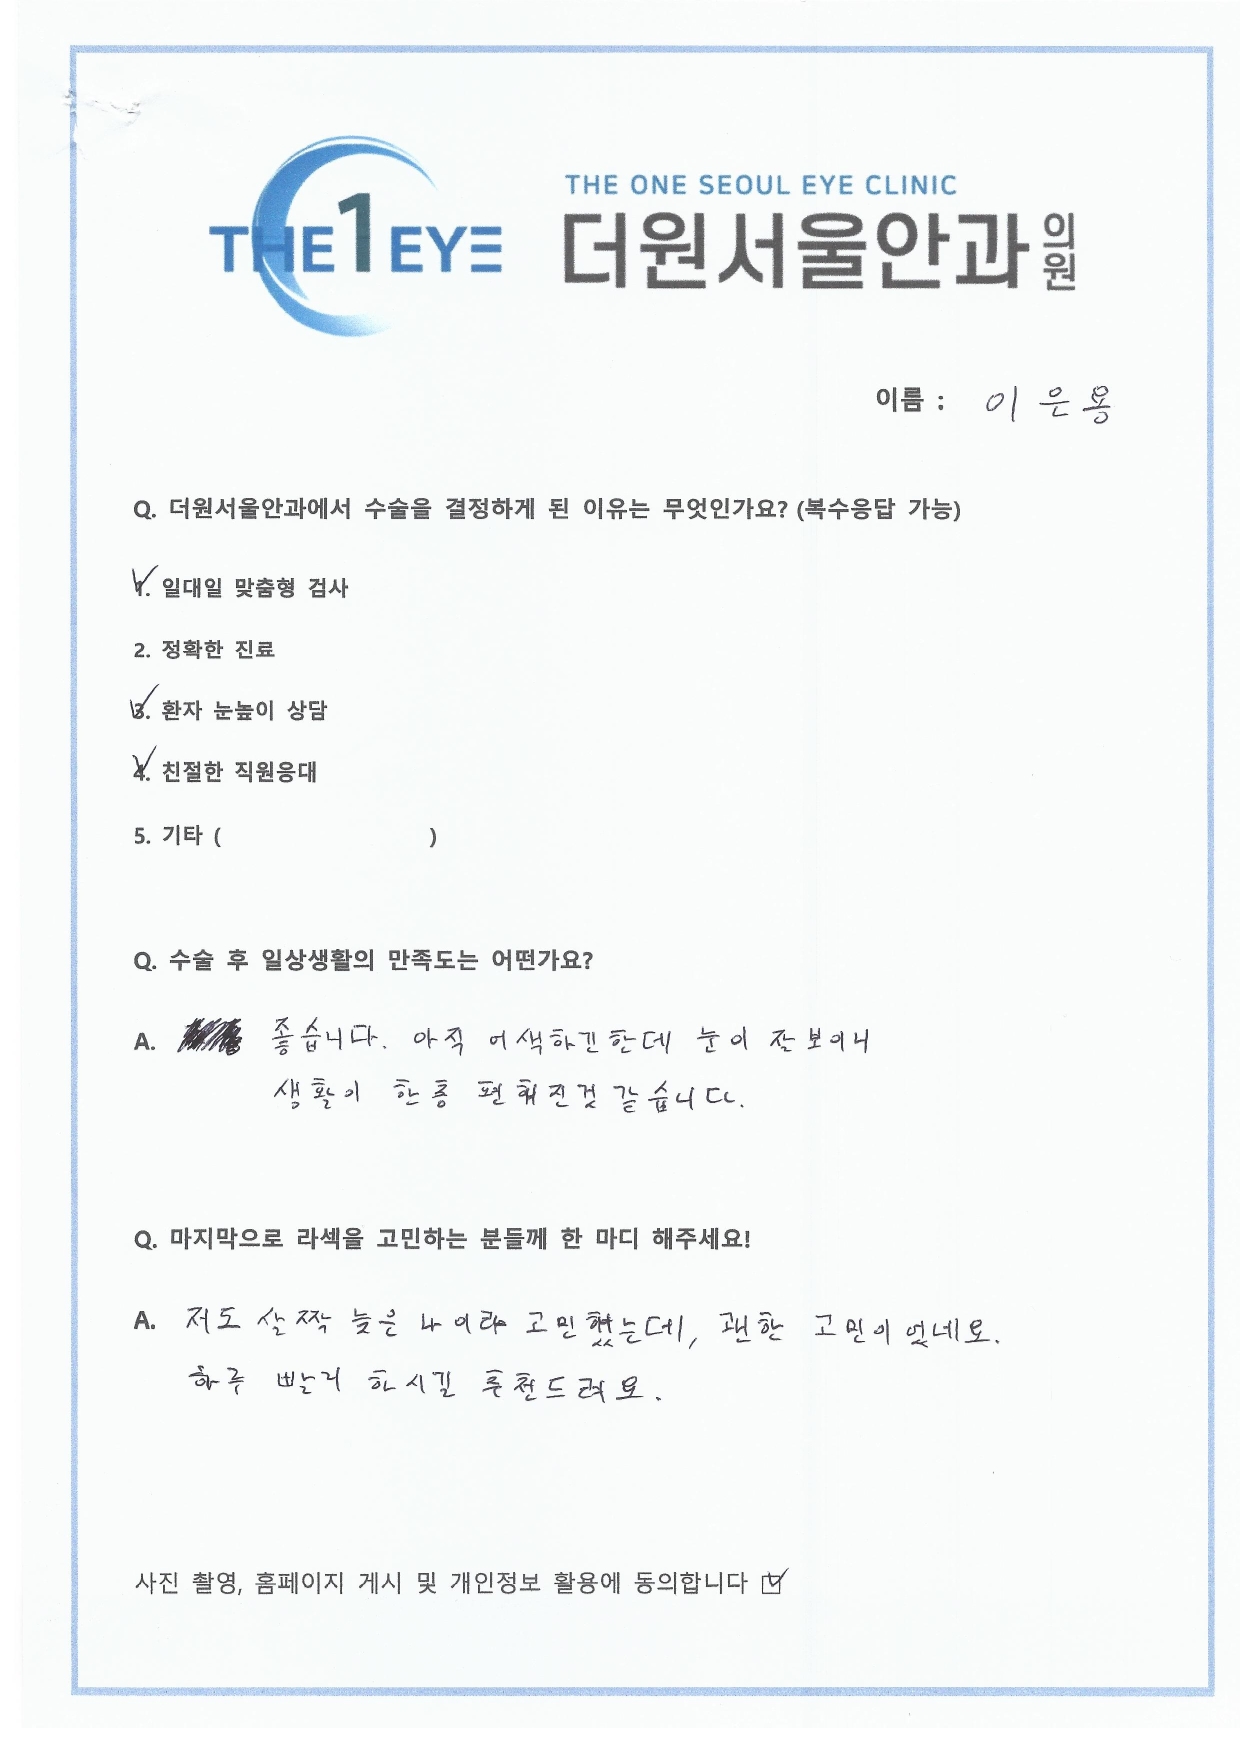 THE 1 EYE
THE ONE SEOUL EYE CLINIC
더원서울안과의원
이름 : 이은용
Q. 더원서울안과에서 수술을 결정하게 된 이유는 무엇인가요? (복수응답 가능)
1. 일대일 맞춤형 검사
2. 정확한 진료
3. 환자 눈높이 상담
4. 친절한 직원응대
5. 기타 ( )
Q. 수술 후 일상생활의 만족도는 어떤가요?
A. 좋습니다. 아직 어색하긴한데 눈이 잘보이니
생활이 한층 편해진것 같습니다.
Q. 마지막으로 라섹을 고민하는 분들께 한 마디 해주세요!
A. 저도 살짝 늦은 나이라 고민했는데, 괜한 고민이었네요.
하루 빨리 하시길 추천드려요.
사진 촬영, 홈페이지 게시 및 개인정보 활용에 동의합니다 ☑